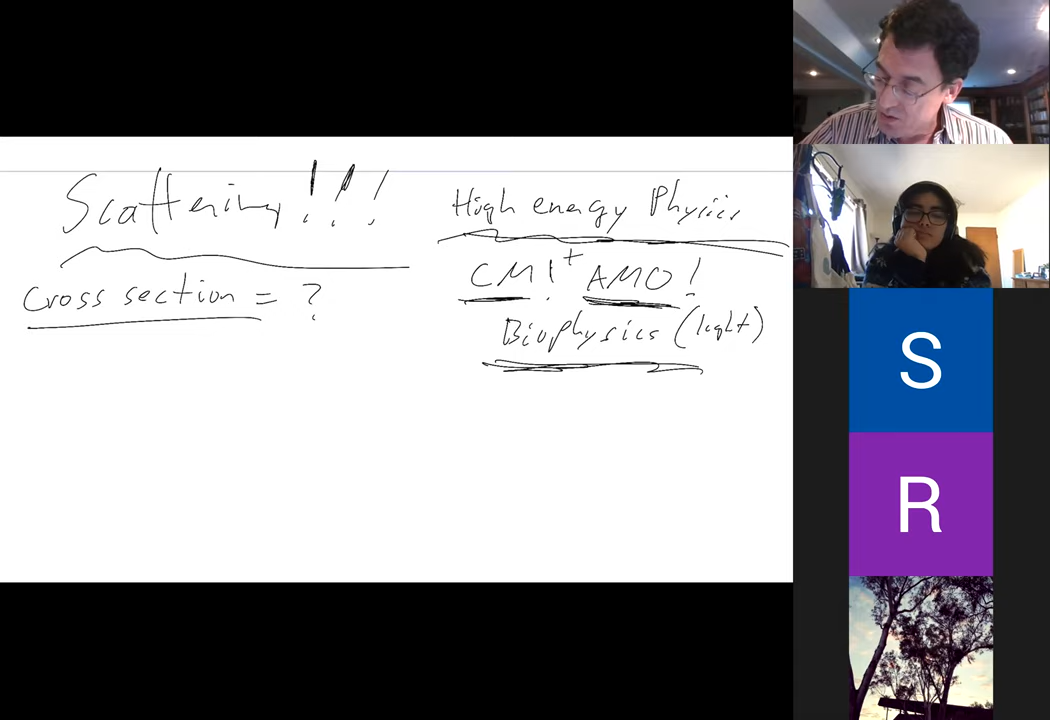 Scattering!!!
cross section = ?
High energy Physics
CM! + AMO!
Biophysics (light)
S
R